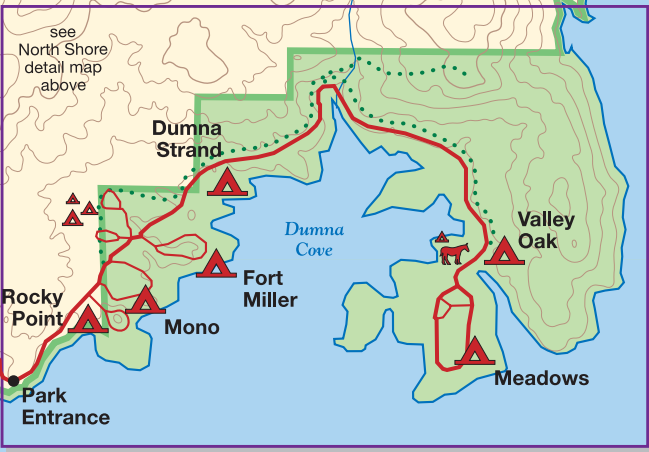 see
North Shore
detail map
above
Dumna
Strand
Dumna
Cove
Valley
Oak
Fort
Miller
Rocky
Point
Mono
Meadows
Park
Entrance